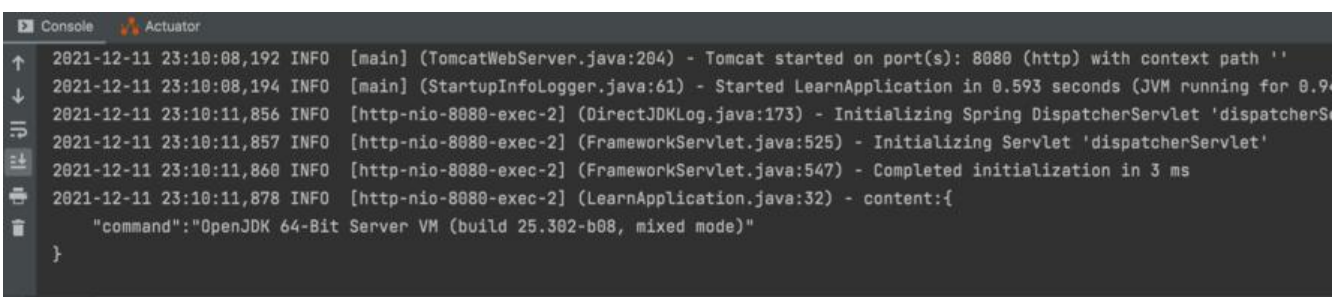 Console Actuator
2021-12-11 23:10:08,192 INFO [main] (TomcatWebServer.java:204) - Tomcat started on port(s): 8080 (http) with context path ''
2021-12-11 23:10:08,194 INFO [main] (StartupInfoLogger.java:61) - Started LearnApplication in 0.593 seconds (JVM running for 0.9
2021-12-11 23:10:11,856 INFO [http-nio-8080-exec-2] (DirectJDKLog.java:173) - Initializing Spring DispatcherServlet 'dispatcherSe
2021-12-11 23:10:11,857 INFO [http-nio-8080-exec-2] (FrameworkServlet.java:525) - Initializing Servlet 'dispatcherServlet'
2021-12-11 23:10:11,860 INFO [http-nio-8080-exec-2] (FrameworkServlet.java:547) - Completed initialization in 3 ms
2021-12-11 23:10:11,878 INFO [http-nio-8080-exec-2] (LearnApplication.java:32) - content:{
"command":"OpenJDK 64-Bit Server VM (build 25.302-b08, mixed mode)"
}